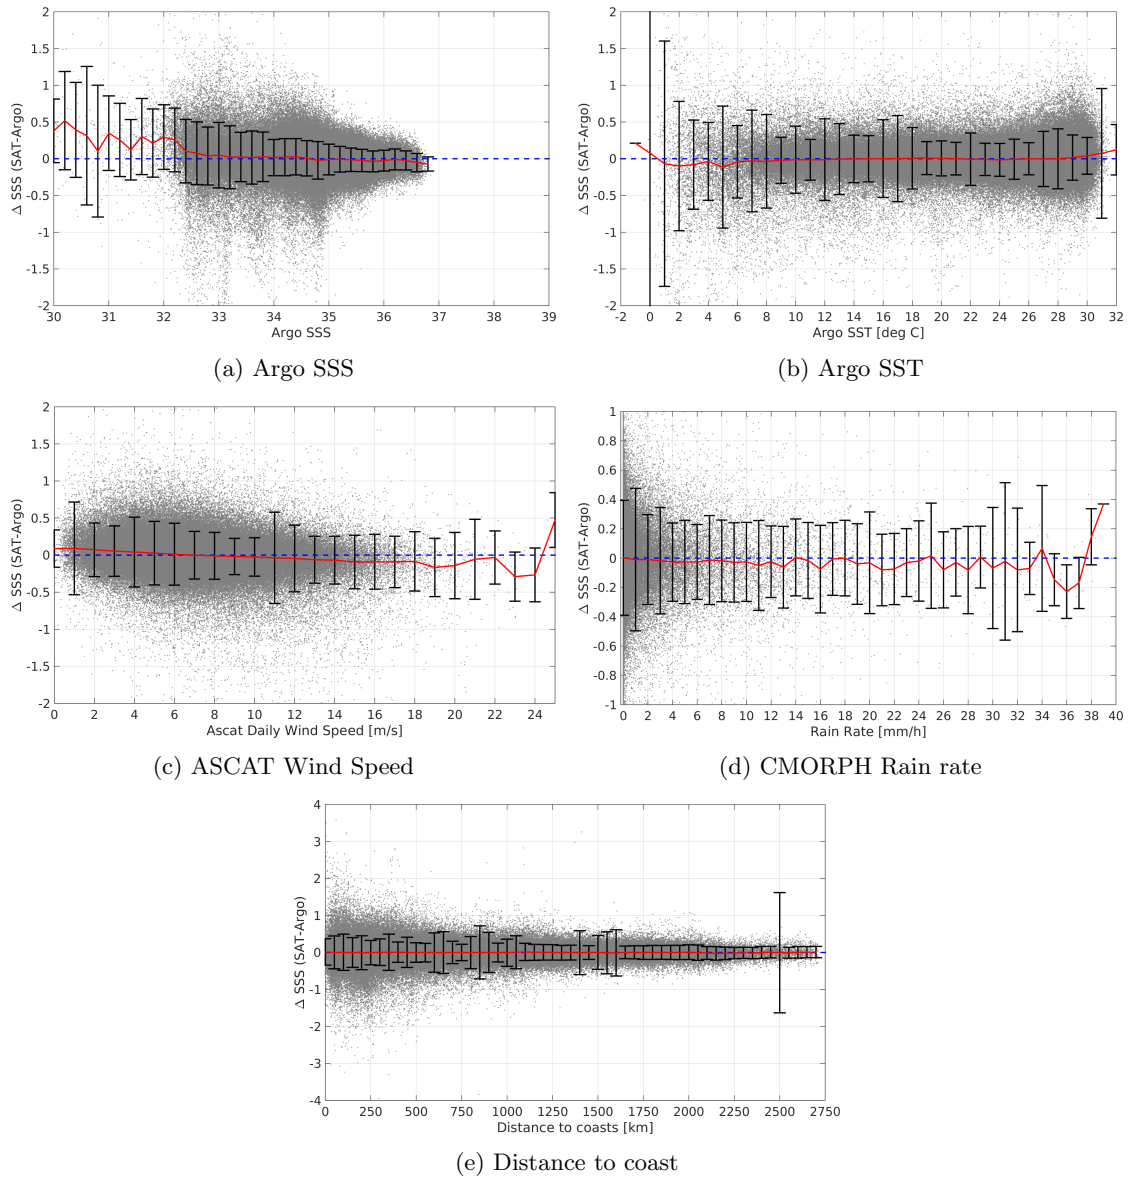 2
1.5
1
0.5
0
-0.5
-1
-1.5
-2
Δ SSS (SAT-Argo)
30 31 32 33 34 35 36 37 38 39
Argo SSS
(a) Argo SSS
2
1.5
1
0.5
0
-0.5
-1
-1.5
-2
Δ SSS (SAT-Argo)
-2 0 2 4 6 8 10 12 14 16 18 20 22 24 26 28 30 32
Argo SST [deg C]
(b) Argo SST
2
1.5
1
0.5
0
-0.5
-1
-1.5
-2
Δ SSS (SAT-Argo)
0 2 4 6 8 10 12 14 16 18 20 22 24
Ascat Daily Wind Speed [m/s]
(c) ASCAT Wind Speed
1
0.8
0.6
0.4
0.2
0
-0.2
-0.4
-0.6
-0.8
-1
Δ SSS (SAT-Argo)
0 2 4 6 8 10 12 14 16 18 20 22 24 26 28 30 32 34 36 38 40
Rain Rate [mm/h]
(d) CMORPH Rain rate
4
3
2
1
0
-1
-2
-3
-4
Δ SSS (SAT-Argo)
0 250 500 750 1000 1250 1500 1750 2000 2250 2500 2750
Distance to coasts [km]
(e) Distance to coast